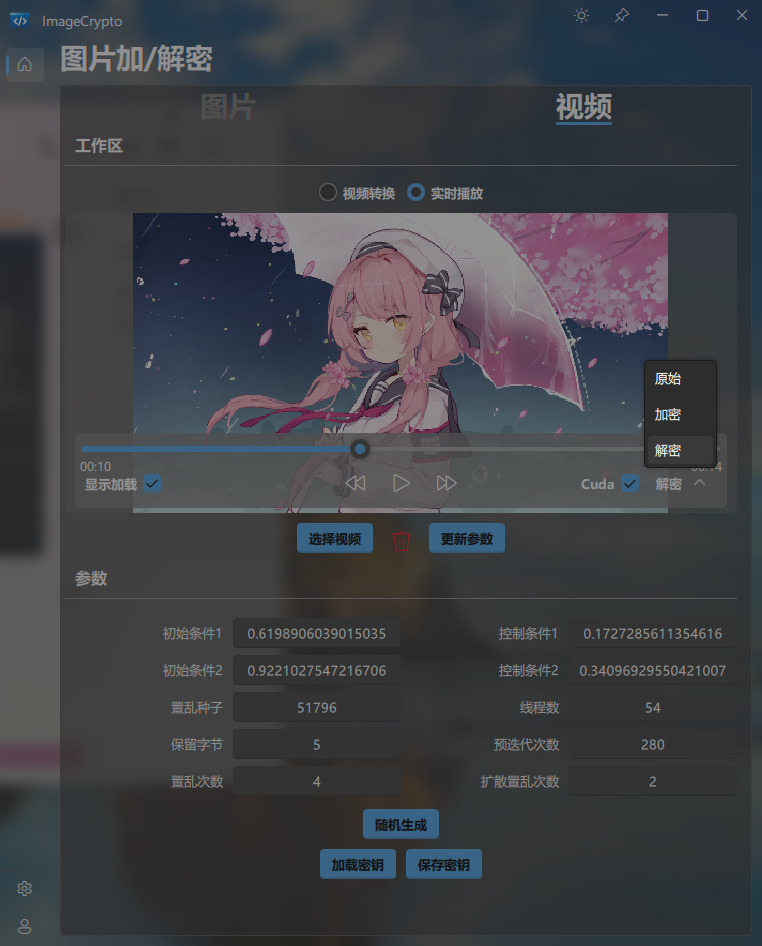 ImageCrypto
图片加/解密
图片 视频
工作区
视频转换 实时播放
原始
加密
解密
00:10 00:14
显示加载 Cuda 解密
选择视频 更新参数
参数
初始条件1 0.6198906039015035 控制条件1 0.1727285611354616
初始条件2 0.9221027547216706 控制条件2 0.34096929550421007
置乱种子 51796 线程数 54
保留字节 5 预迭代次数 280
置乱次数 4 扩散置乱次数 2
随机生成
加载密钥 保存密钥